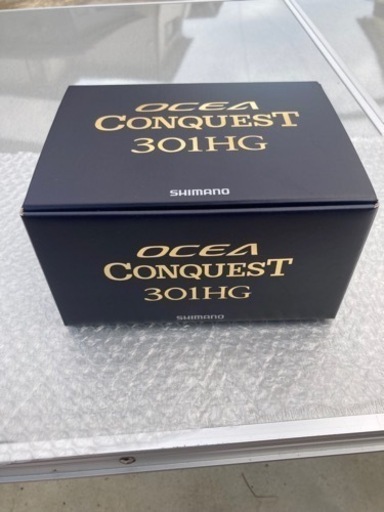 OCEA
CONQUEST
301HG
SHIMANO
OCEA
CONQUEST
301HG
SHIMANO